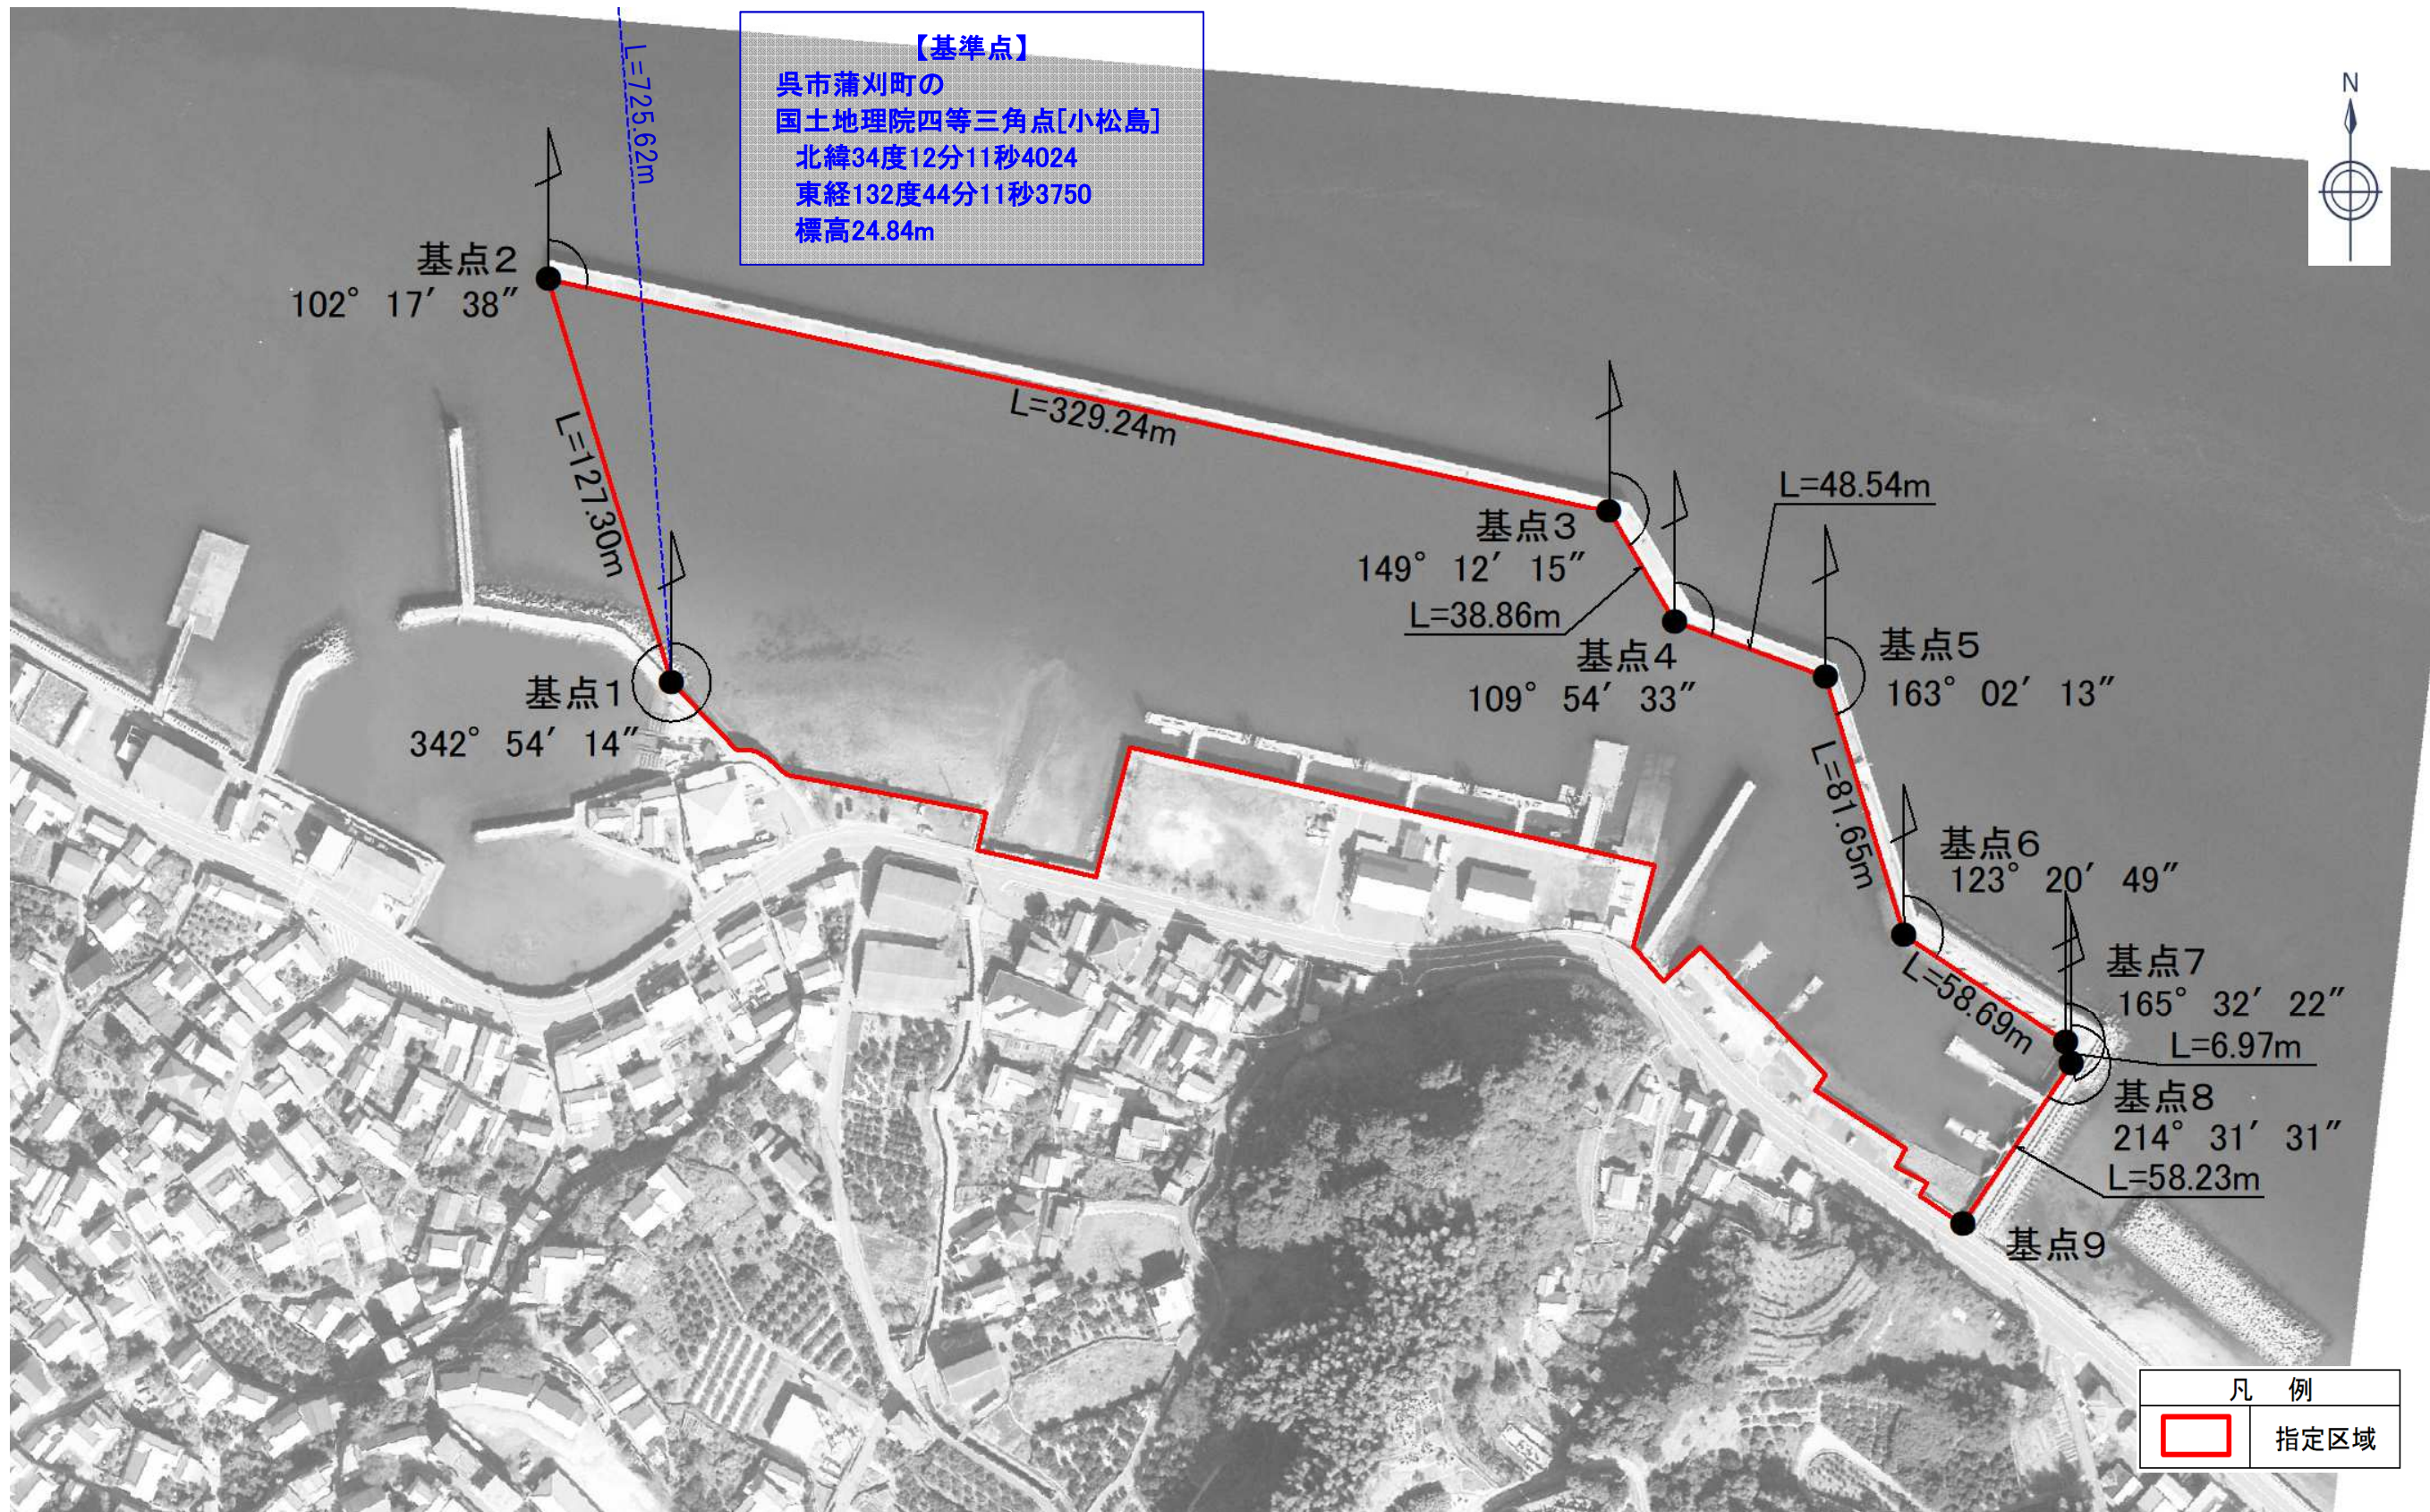 L=725.62m
【基準点】
呉市蒲刈町の
国土地理院四等三角点[小松島]
北緯34度12分11秒4024
東経132度44分11秒3750
標高24.84m
N
基点2
102° 17′ 38″
L=127.30m
L=329.24m
基点3
149° 12′ 15″
L=38.86m
L=48.54m
基点4
109° 54′ 33″
基点5
163° 02′ 13″
基点1
342° 54′ 14″
L=81.65m
基点6
123° 20′ 49″
L=58.69m
基点7
165° 32′ 22″
L=6.97m
基点8
214° 31′ 31″
L=58.23m
基点9
凡 例
指定区域